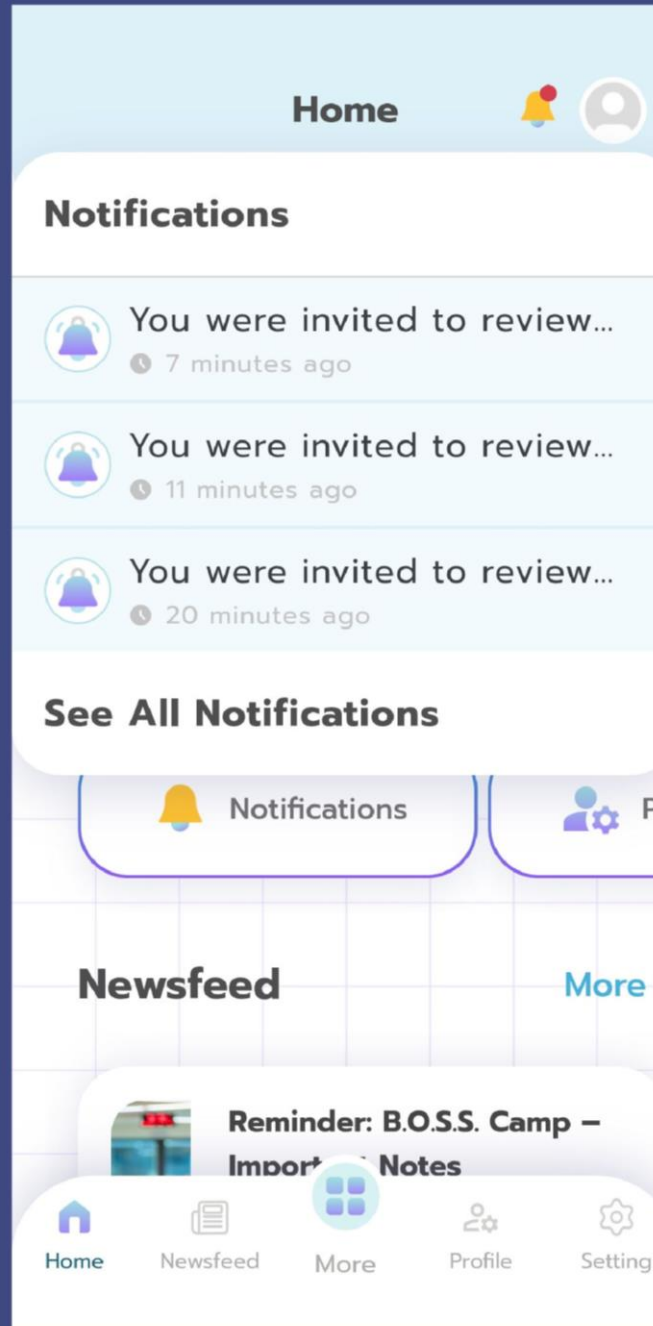 Home
Notifications
You were invited to review...
7 minutes ago
You were invited to review...
11 minutes ago
You were invited to review...
20 minutes ago
See All Notifications
Notifications
P
Newsfeed
More
Reminder: B.O.S.S. Camp –
Notes
Home
Newsfeed
More
Profile
Setting